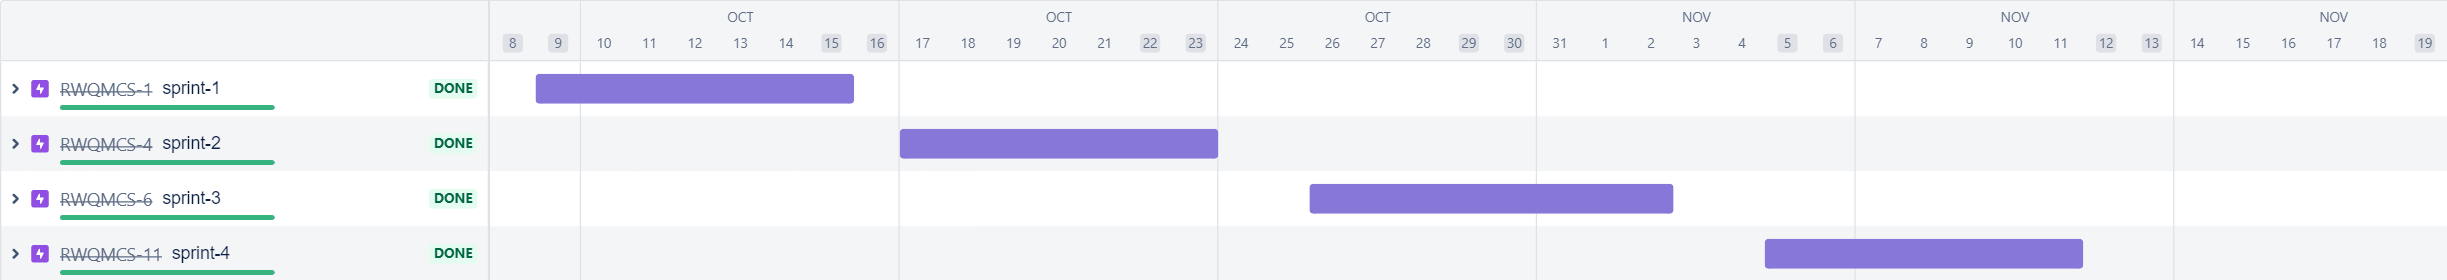 OCT OCT OCT NOV NOV NOV
8 9 10 11 12 13 14 15 16 17 18 19 20 21 22 23 24 25 26 27 28 29 30 31 1 2 3 4 5 6 7 8 9 10 11 12 13 14 15 16 17 18 19
RWQMCS-1 sprint-1 DONE
RWQMCS-4 sprint-2 DONE
RWQMCS-6 sprint-3 DONE
RWQMCS-11 sprint-4 DONE